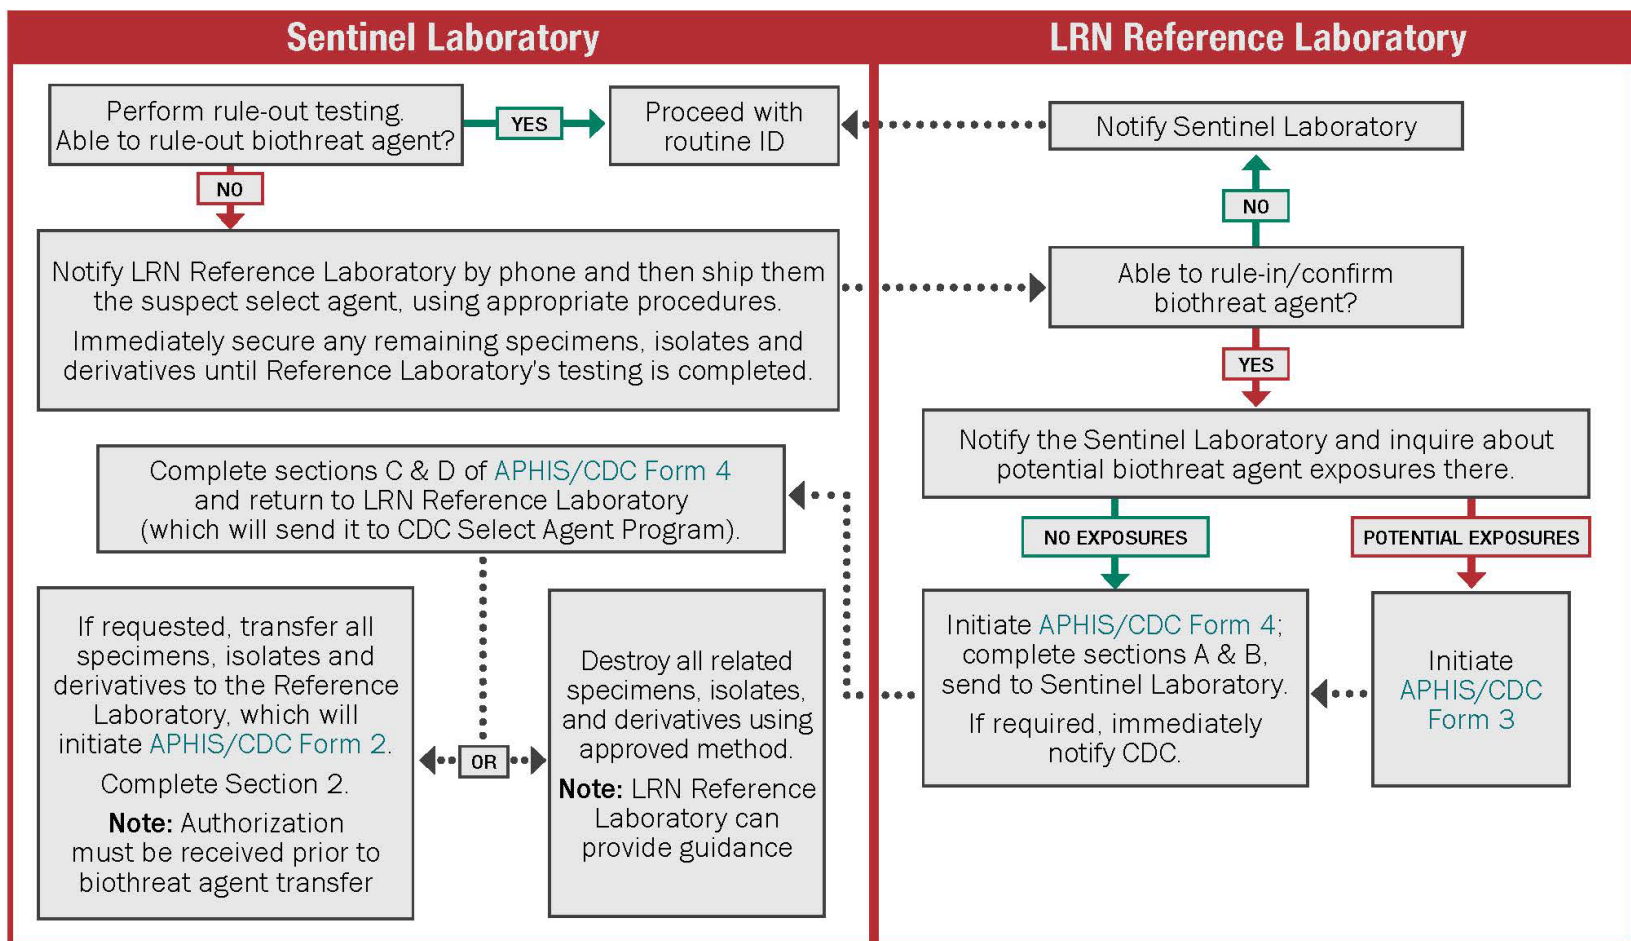 Sentinel Laboratory
Perform rule-out testing.
Able to rule-out biothreat agent?
YES
Proceed with
routine ID
NO
Notify LRN Reference Laboratory by phone and then ship them
the suspect select agent, using appropriate procedures.
Immediately secure any remaining specimens, isolates and
derivatives until Reference Laboratory's testing is completed.
Complete sections C & D of APHIS/CDC Form 4
and return to LRN Reference Laboratory
(which will send it to CDC Select Agent Program).
If requested, transfer all
specimens, isolates and
derivatives to the Reference
Laboratory, which will
initiate APHIS/CDC Form 2.
Complete Section 2.
Note: Authorization
must be received prior to
biothreat agent transfer
OR
Destroy all related
specimens, isolates,
and derivatives using
approved method.
Note: LRN Reference
Laboratory can
provide guidance
LRN Reference Laboratory
Notify Sentinel Laboratory
NO
Able to rule-in/confirm
biothreat agent?
YES
Notify the Sentinel Laboratory and inquire about
potential biothreat agent exposures there.
NO EXPOSURES
POTENTIAL EXPOSURES
Initiate APHIS/CDC Form 4;
complete sections A & B,
send to Sentinel Laboratory.
If required, immediately
notify CDC.
Initiate
APHIS/CDC
Form 3